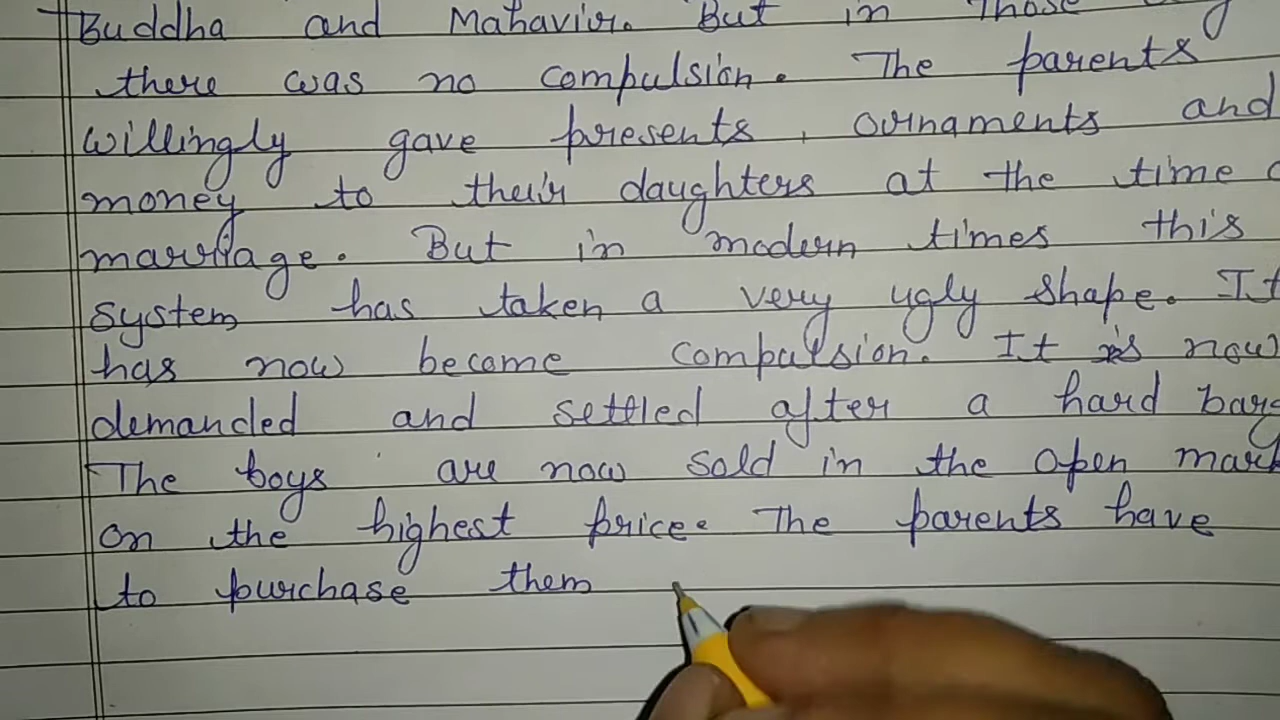 Buddha and Mahavir. But in those
there was no compulsion. The parents
willingly gave presents, ornaments and
money to their daughters at the time
marriage. But in modern times this
system has taken a very ugly shape. It
has now become compulsion. It is now
demanded and settled after a hard barg
The boys are now sold in the open mark
on the highest price. The parents have
to purchase them